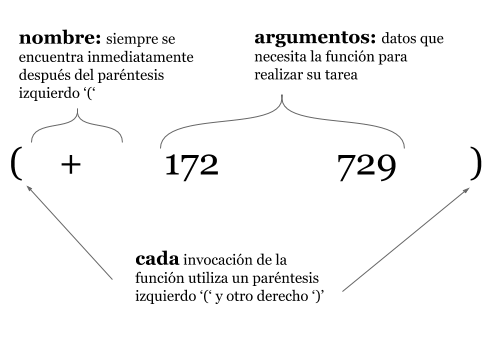 nombre: siempre se
encuentra inmediatamente
después del paréntesis
izquierdo ‘(‘
argumentos: datos que
necesita la función para
realizar su tarea
( + 172 729 )
cada invocación de la
función utiliza un paréntesis
izquierdo ‘(‘ y otro derecho ‘)’